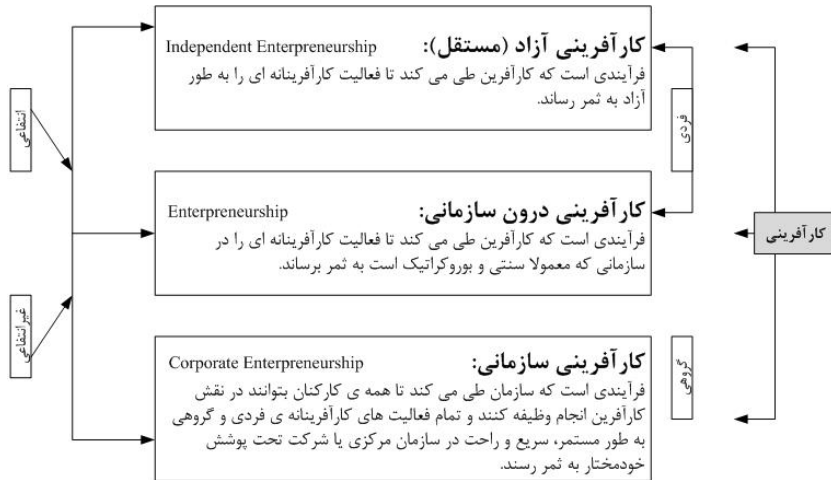 کارآفرینی
فردی
گروهی
کارآفرینی آزاد (مستقل): Independent Enterpreneurship
فرآیندی است که کارآفرین طی می کند تا فعالیت کارآفرینانه ای را به طور
آزاد به ثمر رساند.
کارآفرینی درون سازمانی: Enterpreneurship
فرآیندی است که کارآفرین طی می کند تا فعالیت کارآفرینانه ای را در
سازمانی که معمولا سنتی و بوروکراتیک است به ثمر برساند.
کارآفرینی سازمانی: Corporate Enterpreneurship
فرآیندی است که سازمان طی می کند تا همه ی کارکنان بتوانند در نقش
کارآفرین انجام وظیفه کنند و تمام فعالیت های کارآفرینانه ی فردی و گروهی
به طور مستمر، سریع و راحت در سازمان مرکزی یا شرکت تحت پوشش
خودمختار به ثمر رسند.
انتفاعی
غیرانتفاعی